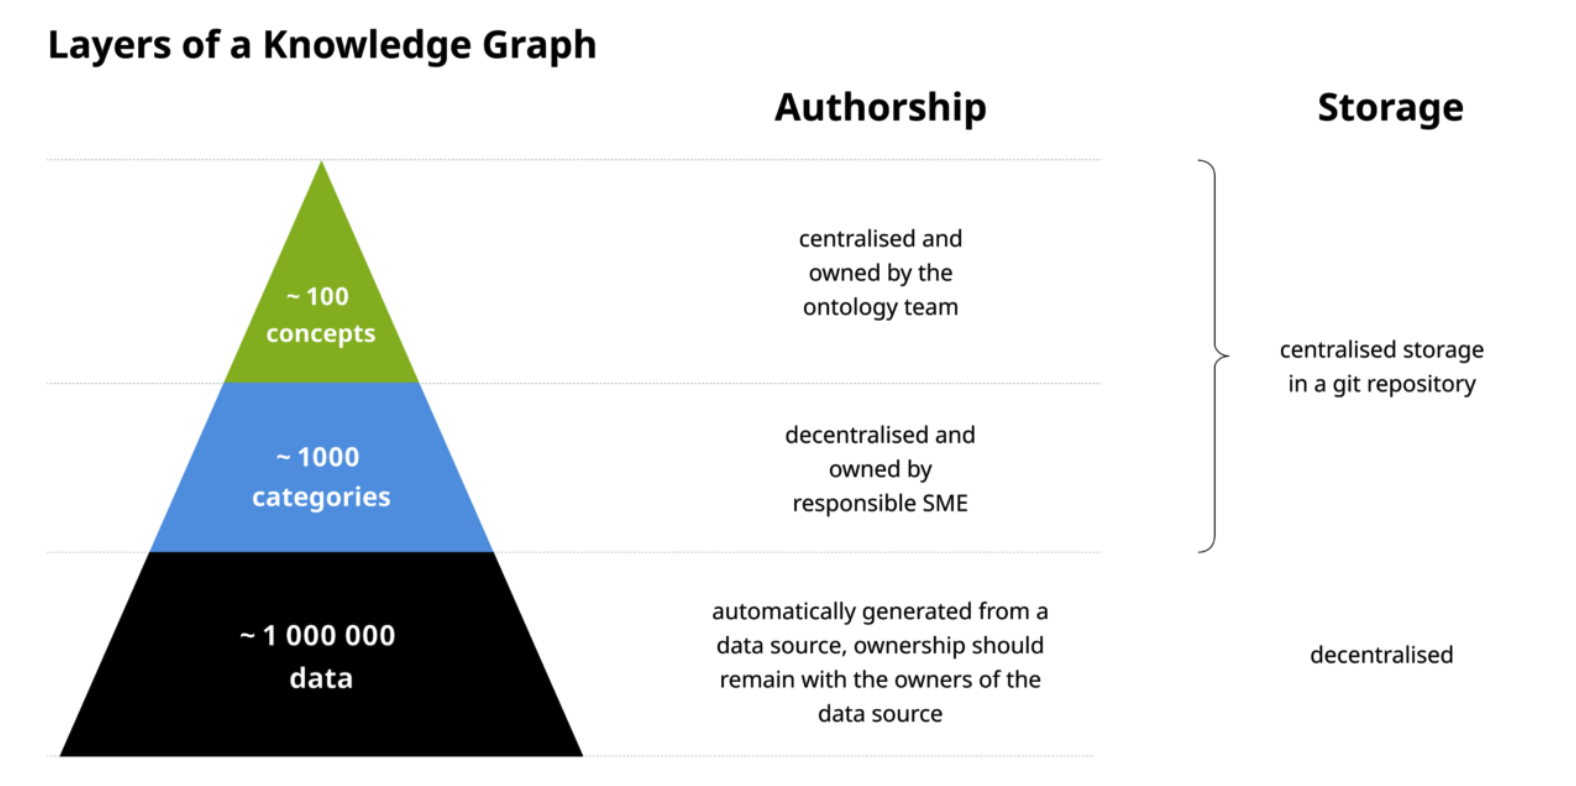 Layers of a Knowledge Graph
Authorship
Storage
~ 100
concepts
centralised and
owned by the
ontology team
~ 1000
categories
decentralised and
owned by
responsible SME
centralised storage
in a git repository
~ 1 000 000
data
automatically generated from a
data source, ownership should
remain with the owners of the
data source
decentralised